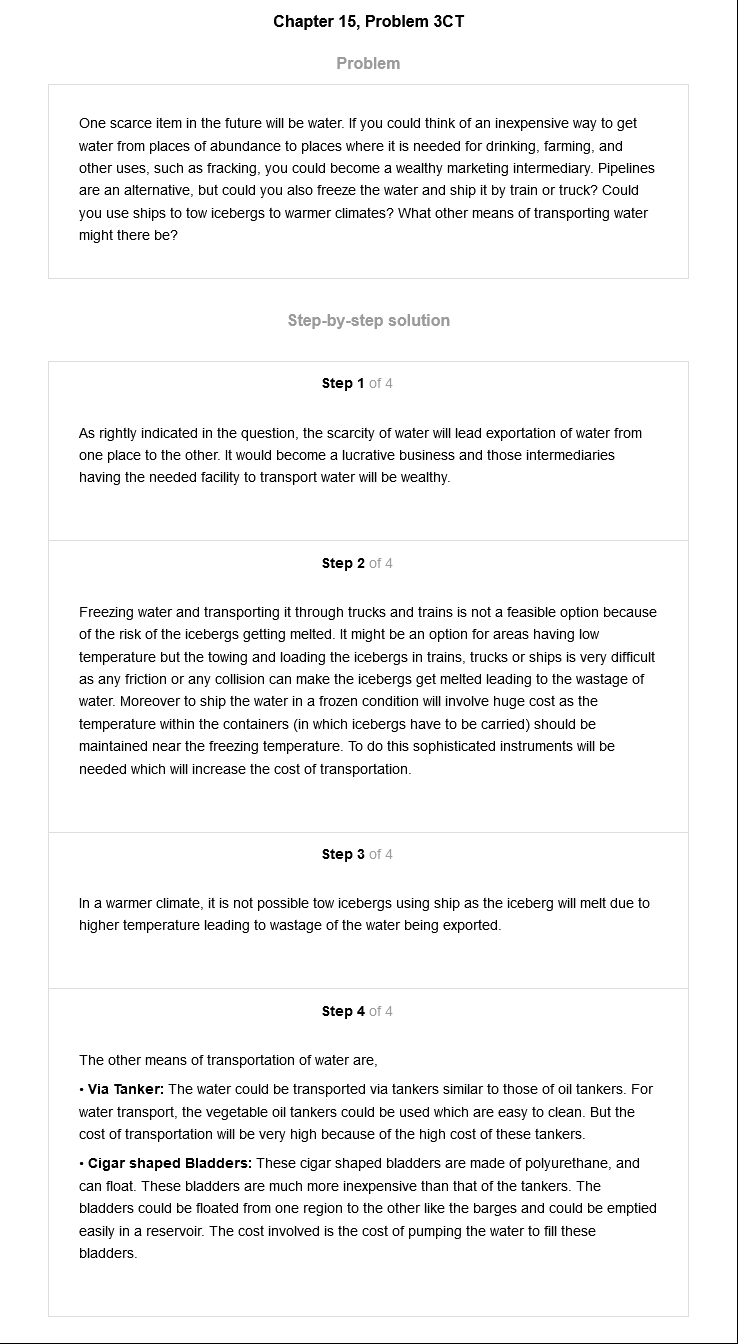 Chapter 15, Problem 3CT
Problem
One scarce item in the future will be water. If you could think of an inexpensive way to get
water from places of abundance to places where it is needed for drinking, farming, and
other uses, such as fracking, you could become a wealthy marketing intermediary. Pipelines
are an alternative, but could you also freeze the water and ship it by train or truck? Could
you use ships to tow icebergs to warmer climates? What other means of transporting water
might there be?
Step-by-step solution
Step 1 of 4
As rightly indicated in the question, the scarcity of water will lead exportation of water from
one place to the other. It would become a lucrative business and those intermediaries
having the needed facility to transport water will be wealthy.
Step 2 of 4
Freezing water and transporting it through trucks and trains is not a feasible option because
of the risk of the icebergs getting melted. It might be an option for areas having low
temperature but the towing and loading the icebergs in trains, trucks or ships is very difficult
as any friction or any collision can make the icebergs get melted leading to the wastage of
water. Moreover to ship the water in a frozen condition will involve huge cost as the
temperature within the containers (in which icebergs have to be carried) should be
maintained near the freezing temperature. To do this sophisticated instruments will be
needed which will increase the cost of transportation.
Step 3 of 4
In a warmer climate, it is not possible tow icebergs using ship as the iceberg will melt due to
higher temperature leading to wastage of the water being exported.
Step 4 of 4
The other means of transportation of water are,
• Via Tanker: The water could be transported via tankers similar to those of oil tankers. For
water transport, the vegetable oil tankers could be used which are easy to clean. But the
cost of transportation will be very high because of the high cost of these tankers.
• Cigar shaped Bladders: These cigar shaped bladders are made of polyurethane, and
can float. These bladders are much more inexpensive than that of the tankers. The
bladders could be floated from one region to the other like the barges and could be emptied
easily in a reservoir. The cost involved is the cost of pumping the water to fill these
bladders.